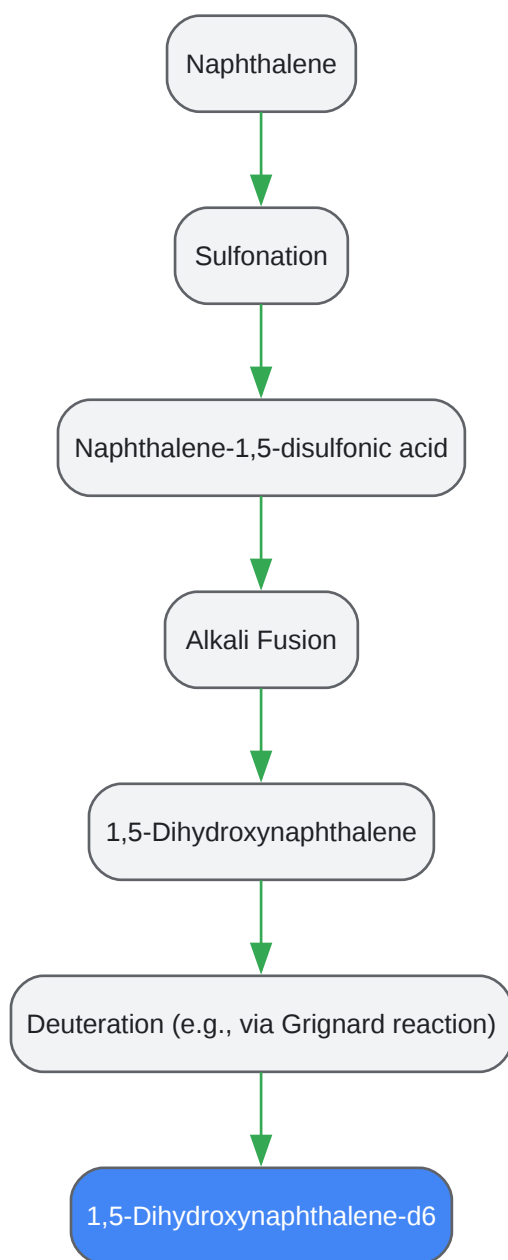 Naphthalene
Sulfonation
Naphthalene-1,5-disulfonic acid
Alkali Fusion
1,5-Dihydroxynaphthalene
Deuteration (e.g., via Grignard reaction)
1,5-Dihydroxynaphthalene-d6